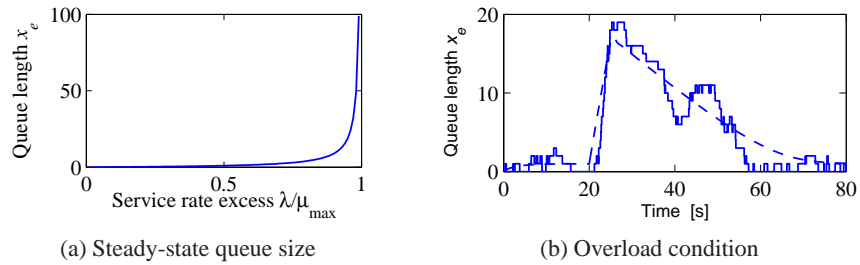 Queue length x_e
100
50
0
0
0.5
1
Service rate excess λ/μ_max
(a) Steady-state queue size
Queue length x_e
20
10
0
0
20
40
60
80
Time [s]
(b) Overload condition